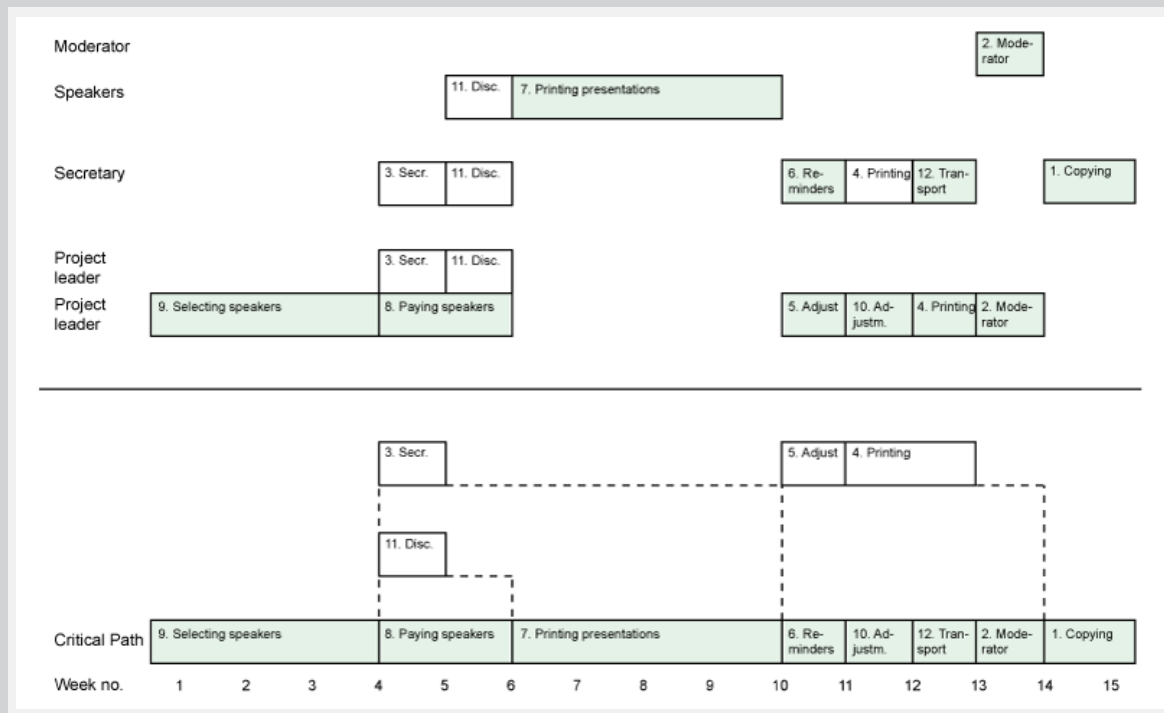 Moderator
2. Mode-
rator
Speakers
11. Disc.
7. Printing presentations
Secretary
3. Secr.
11. Disc.
6. Re-
minders
4. Printing
12. Tran-
sport
1. Copying
Project
leader
3. Secr.
11. Disc.
Project
leader
9. Selecting speakers
8. Paying speakers
5. Adjust
10. Ad-
justm.
4. Printing
2. Mode-
rator
3. Secr.
5. Adjust
4. Printing
11. Disc.
Critical Path
9. Selecting speakers
8. Paying speakers
7. Printing presentations
6. Re-
minders
10. Ad-
justm.
12. Tran-
sport
2. Mode-
rator
1. Copying
Week no. 1 2 3 4 5 6 7 8 9 10 11 12 13 14 15